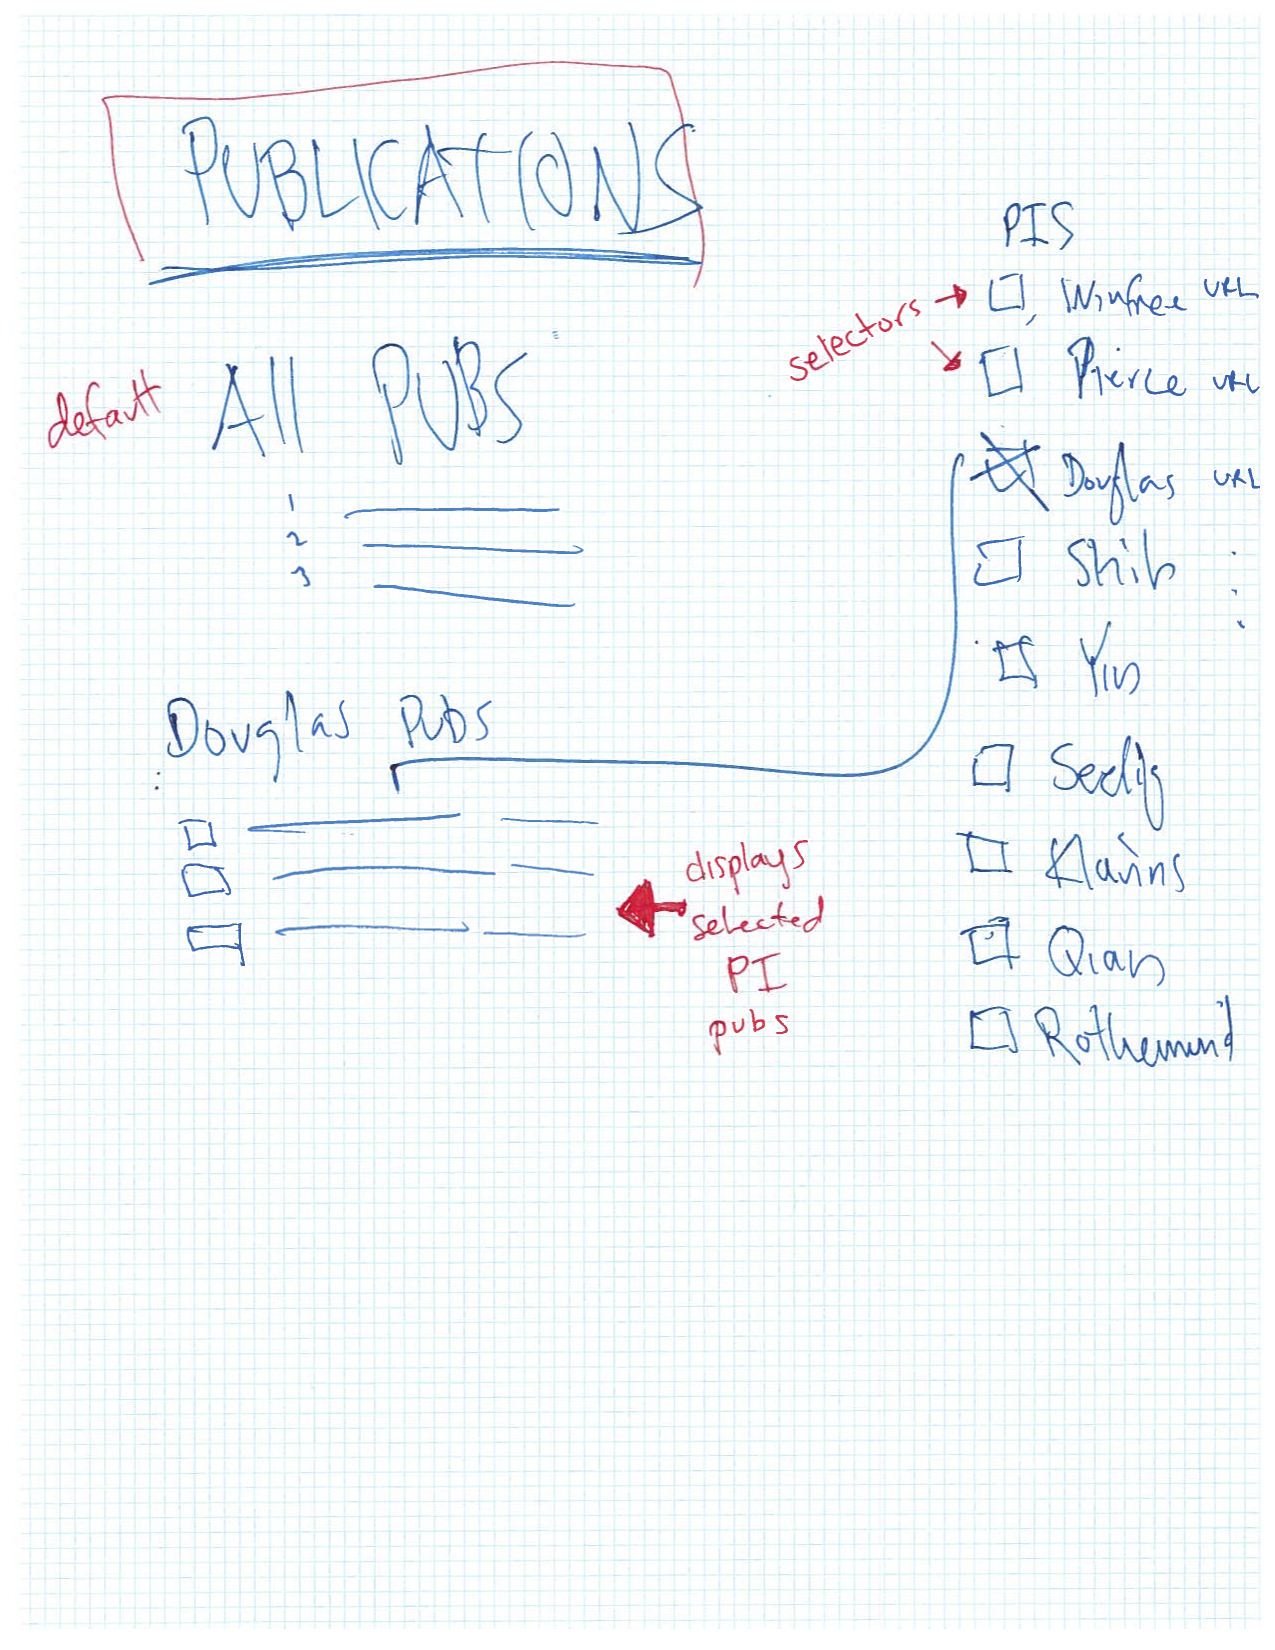 PUBLICATIONS
default All PUBs
1
2
3
Douglas Pubs
displays
selected
PI
pubs
PIS
selectors
Winfree URL
Pierce URL
Douglas URL
Shih
Yin
Seelig
Klavins
Qian
Rothemund